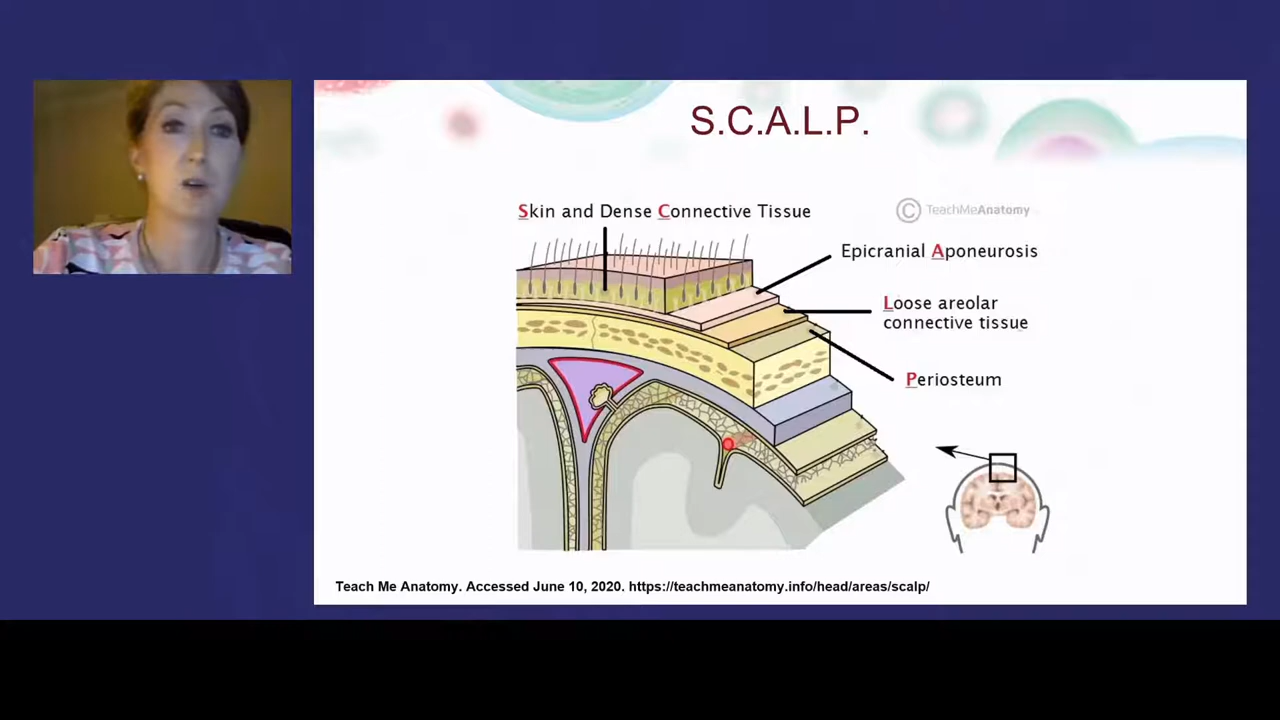 S.C.A.L.P.
Skin and Dense Connective Tissue
© TeachMeAnatomy
Epicranial Aponeurosis
Loose areolar
connective tissue
Periosteum
Teach Me Anatomy. Accessed June 10, 2020. https://teachmeanatomy.info/head/areas/scalp/